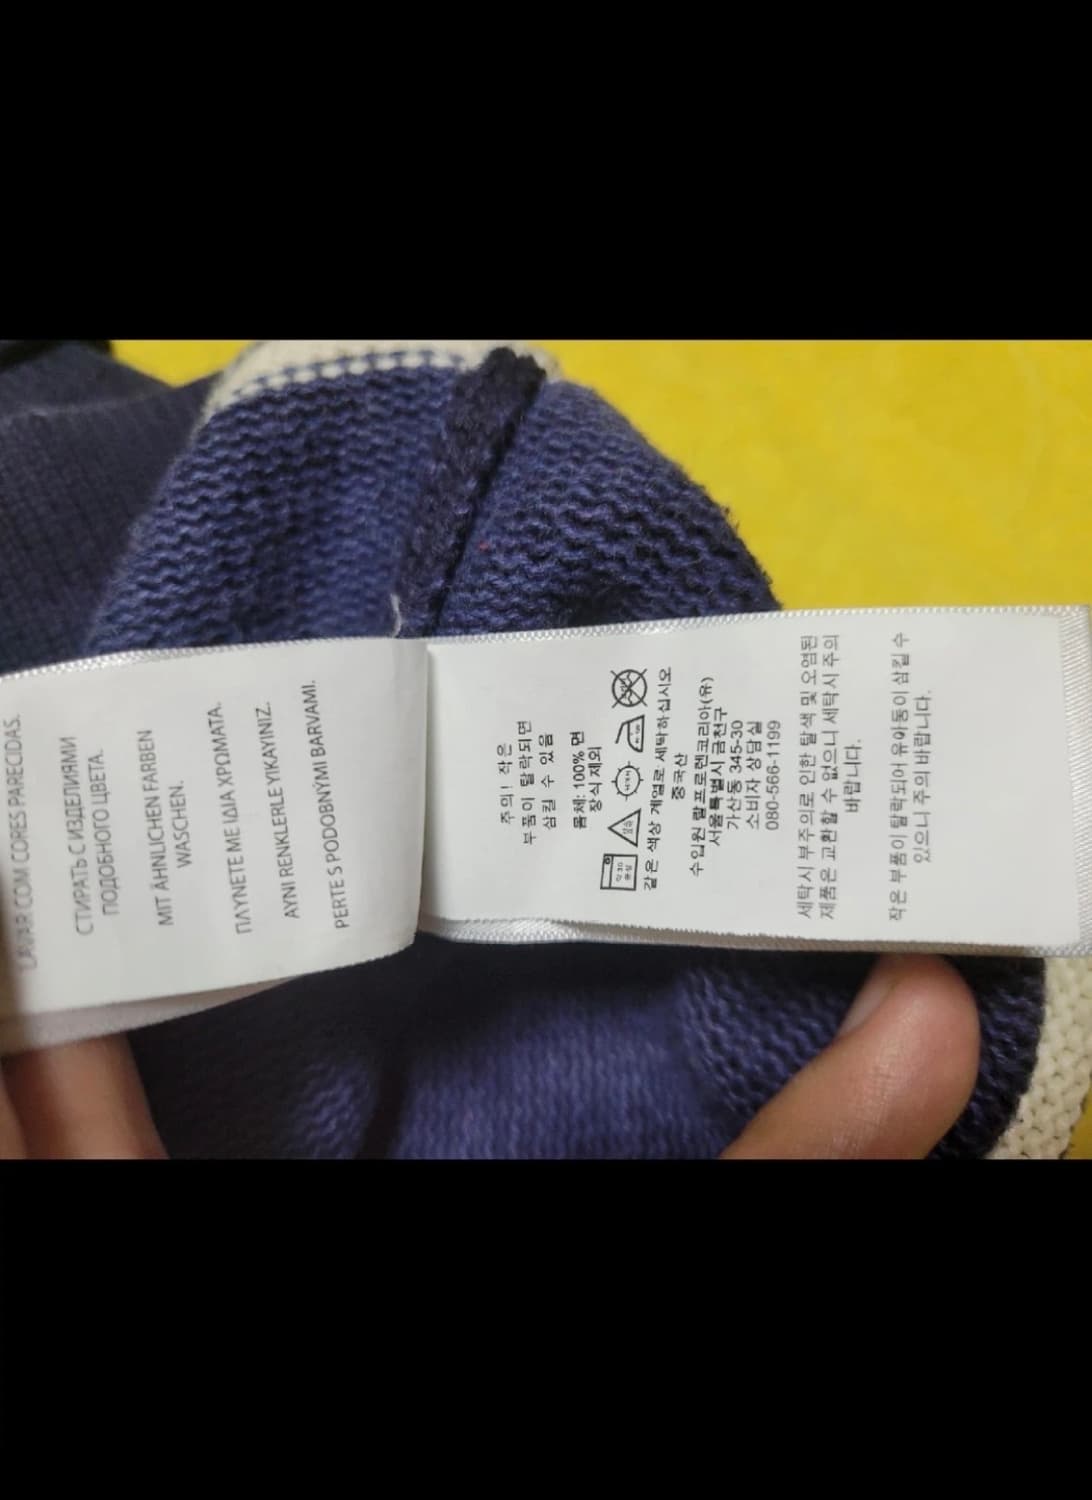 LAVAR COM CORES PARECIDAS.
СТИРАТЬ С ИЗДЕЛИЯМИ
ПОДОБНОГО ЦВЕТА.
MIT ÄHNLICHEN FARBEN
WASCHEN.
ΠΛΥΝΕΤΕ ΜΕ ΙΔΙΑ ΧΡΩΜΑΤΑ.
AYNI RENKLERLE YIKAYINIZ.
PERTE S PODOBNÝMI BARVAMI.
주의! 작은
부품이 탈락되면
삼킬 수 있음
몸체: 100% 면
장식 제외
약 30
중성
같은 색상 계열로 세탁하십시오
중국산
수입원 랄프로렌코리아(유)
서울특별시 금천구
가산동 345-30
소비자 상담실
080-566-1199
세탁시 부주의로 인한 탈색 및 오염된
제품은 교환할 수 없으니 세탁시 주의
바랍니다.
작은 부품이 탈락되어 유아동이 삼킬 수
있으니 주의 바랍니다.